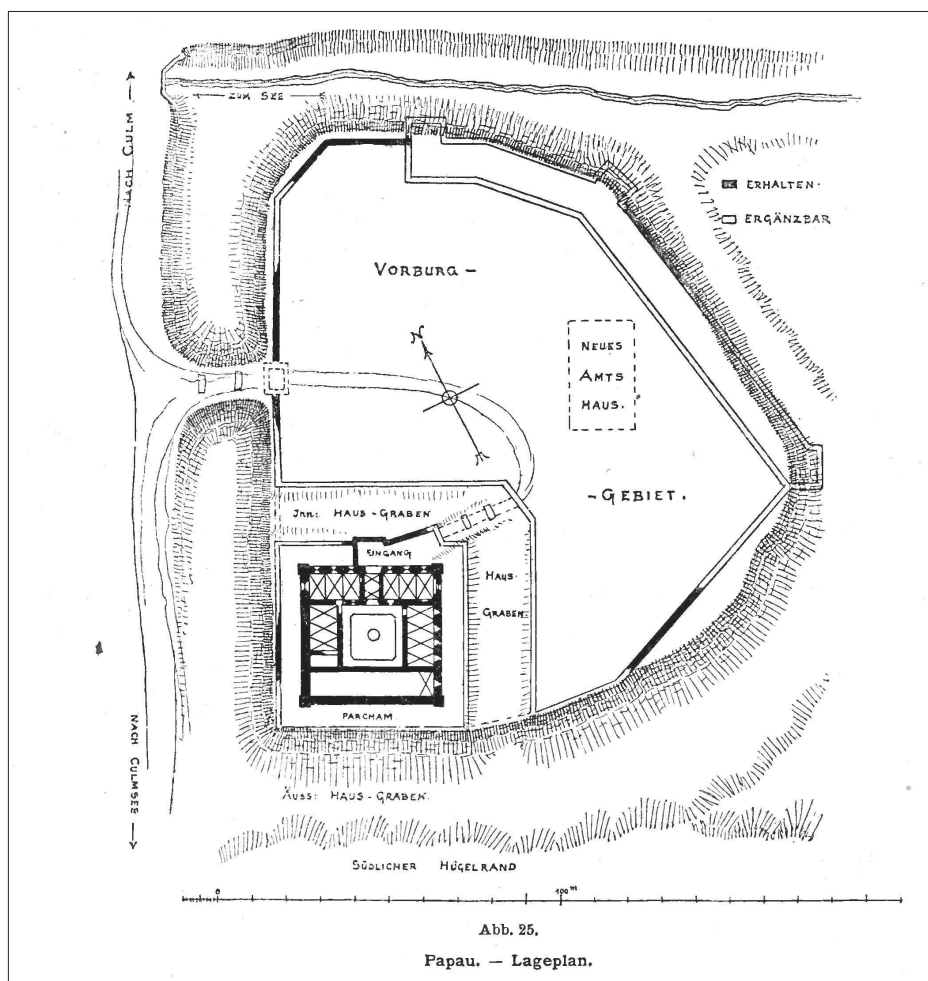 NACH CULM
ZUM SEE
ERHALTEN.
ERGÄNZBAR
VORBURG -
N
NEUES
AMTS
HAUS.
- GEBIET.
Jnn: HAUS-GRABEN
EINGANG
HAUS-
GRABEN.
PARCHAM
NACH CULMSEE
ÄUSS: HAUS-GRABEN.
SÜDLICHER HÜGELRAND
0
100 m
Abb. 25.
Papau. — Lageplan.